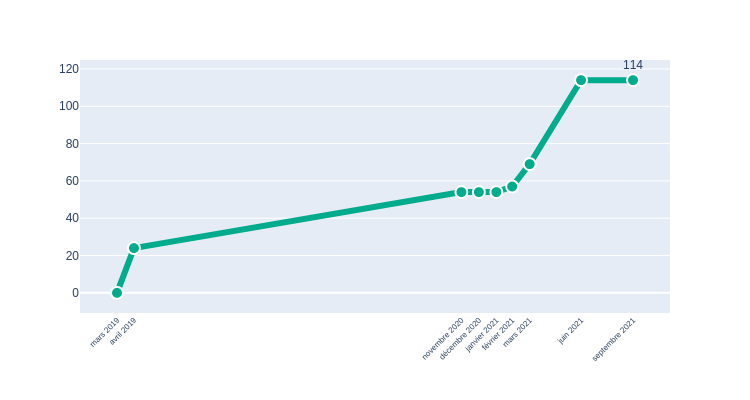 114
120
100
80
60
40
20
0
mars 2019
avril 2019
novembre 2020
décembre 2020
janvier 2021
février 2021
mars 2021
juin 2021
septembre 2021